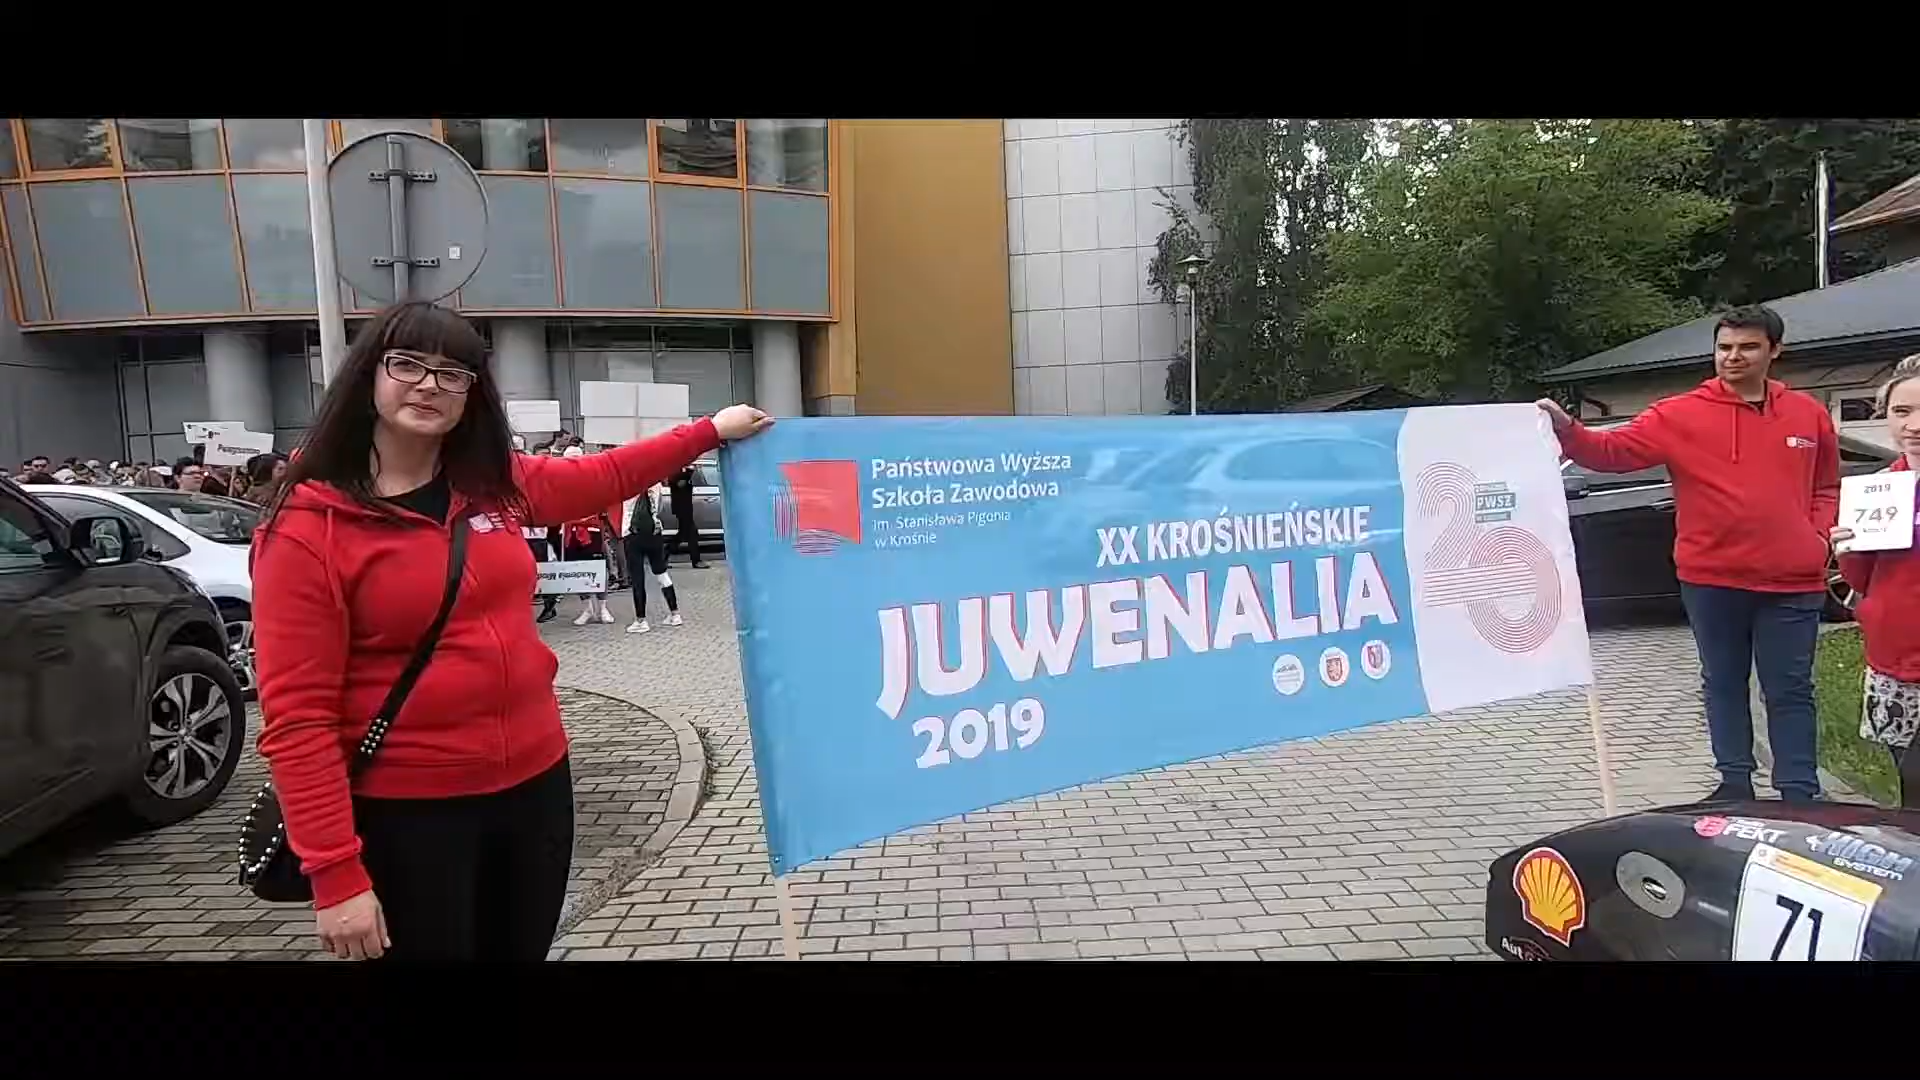 Państwowa Wyższa
Szkoła Zawodowa
im. Stanisława Pigonia
w Krośnie
XX KROŚNIEŃSKIE
JUWENALIA
2019
PWSZ
2019
749
FEKT
HIGH
SYSTEM
71